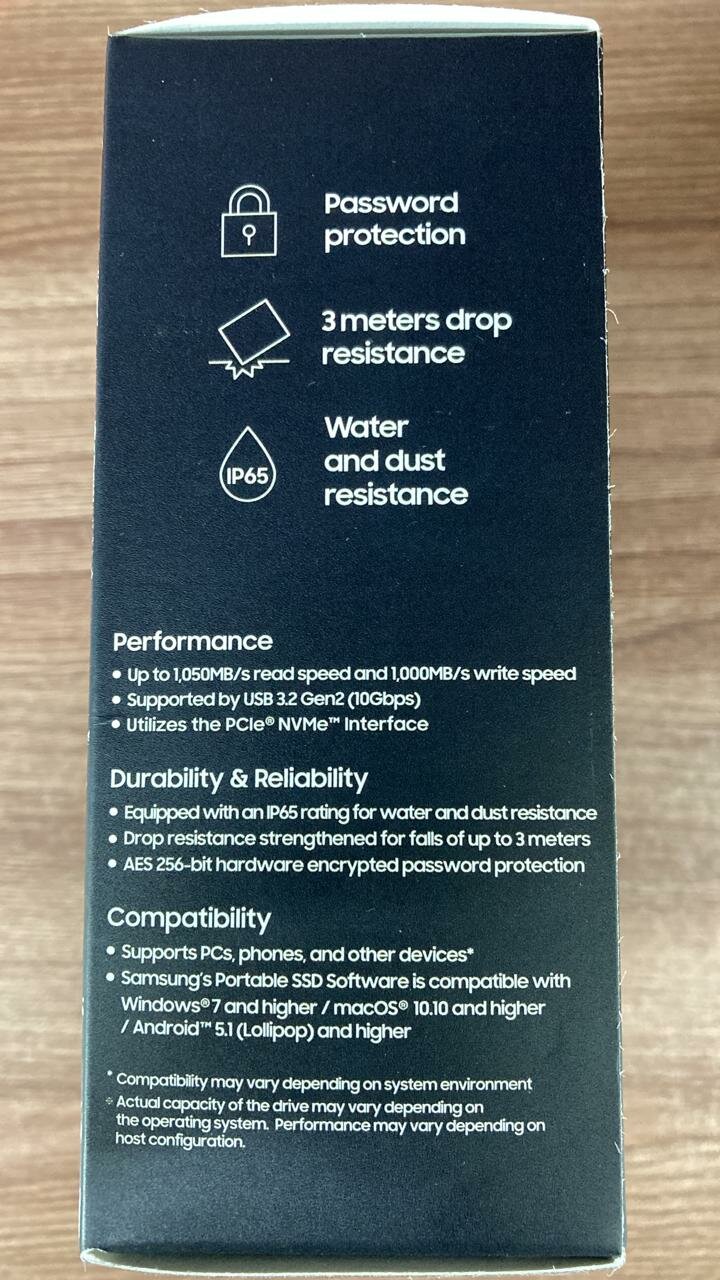 Password
protection
3 meters drop
resistance
Water
and dust
resistance
IP65
Performance
• Up to 1,050MB/s read speed and 1,000MB/s write speed
• Supported by USB 3.2 Gen2 (10Gbps)
• Utilizes the PCIe® NVMe™ Interface
Durability & Reliability
• Equipped with an IP65 rating for water and dust resistance
• Drop resistance strengthened for falls of up to 3 meters
• AES 256-bit hardware encrypted password protection
Compatibility
• Supports PCs, phones, and other devices*
• Samsung's Portable SSD Software is compatible with
Windows® 7 and higher / macOS® 10.10 and higher
/ Android™ 5.1 (Lollipop) and higher
* Compatibility may vary depending on system environment
※ Actual capacity of the drive may vary depending on
the operating system. Performance may vary depending on
host configuration.